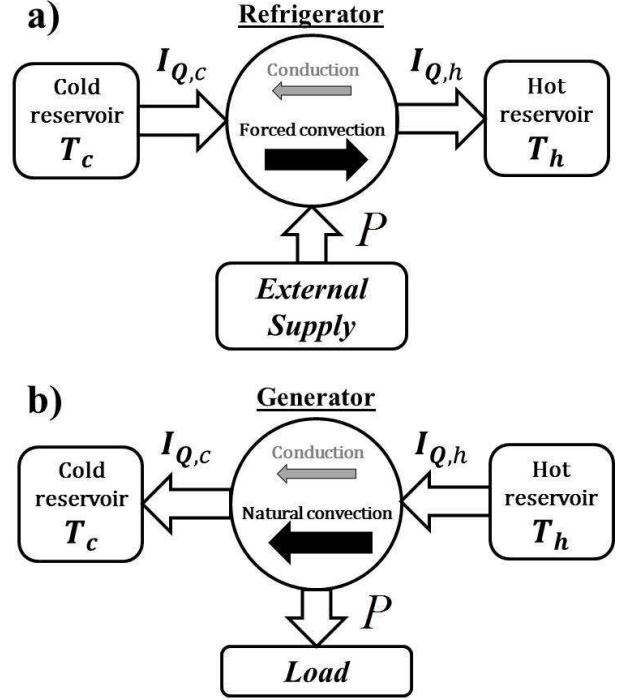 a)
Refrigerator
Cold
reservoir
T_c
I_{Q,c}
Conduction
Forced convection
I_{Q,h}
Hot
reservoir
T_h
P
External
Supply
b)
Generator
Cold
reservoir
T_c
I_{Q,c}
Conduction
Natural convection
I_{Q,h}
Hot
reservoir
T_h
P
Load